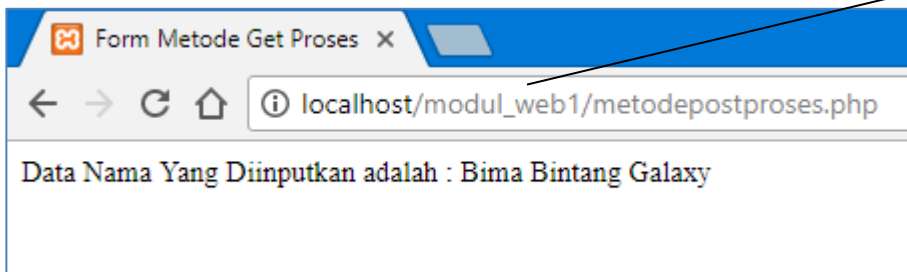 Form Metode Get Proses
localhost/modul_web1/metodepostproses.php
Data Nama Yang Diinputkan adalah : Bima Bintang Galaxy